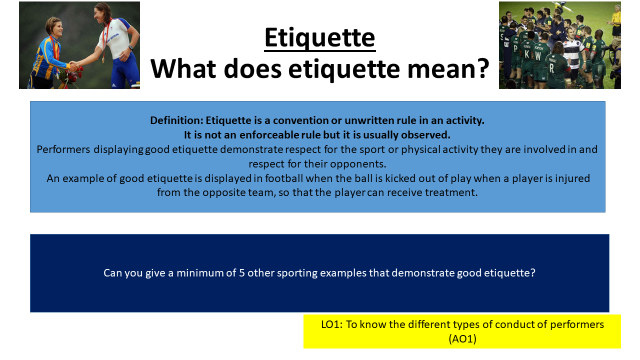 Etiquette
What does etiquette mean?
Definition: Etiquette is a convention or unwritten rule in an activity.
It is not an enforceable rule but it is usually observed.
Performers displaying good etiquette demonstrate respect for the sport or physical activity they are involved in and
respect for their opponents.
An example of good etiquette is displayed in football when the ball is kicked out of play when a player is injured
from the opposite team, so that the player can receive treatment.
Can you give a minimum of 5 other sporting examples that demonstrate good etiquette?
LO1: To know the different types of conduct of performers
(AO1)